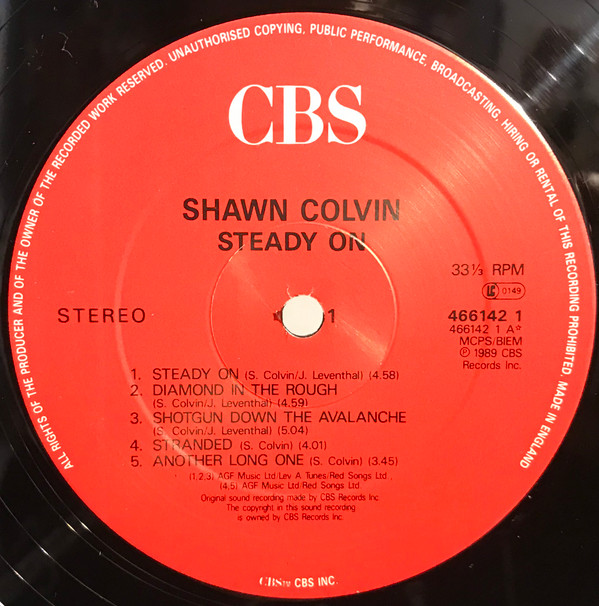 ALL RIGHTS OF THE PRODUCER AND OF THE OWNER OF THE RECORDED WORK RESERVED. UNAUTHORISED COPYING, PUBLIC PERFORMANCE, BROADCASTING, HIRING OR RENTAL OF THIS RECORDING PROHIBITED MADE IN ENGLAND
CBS
SHAWN COLVIN
STEADY ON
33⅓ RPM
LC 0149
STEREO
1
466142 1
466142 1 A☆
MCPS/BIEM
℗ 1989 CBS
Records Inc.
1. STEADY ON (S. Colvin/J. Leventhal) (4.58)
2. DIAMOND IN THE ROUGH
(S. Colvin/J. Leventhal) (4.59)
3. SHOTGUN DOWN THE AVALANCHE
(S. Colvin/J. Leventhal) (5.04)
4. STRANDED (S. Colvin) (4.01)
5. ANOTHER LONG ONE (S. Colvin) (3.45)
(1,2,3) AGF Music Ltd/Lev A Tunes/Red Songs Ltd.,
(4,5) AGF Music Ltd/Red Songs Ltd.
Original sound recording made by CBS Records Inc
The copyright in this sound recording
is owned by CBS Records Inc.
CBS™ CBS INC.